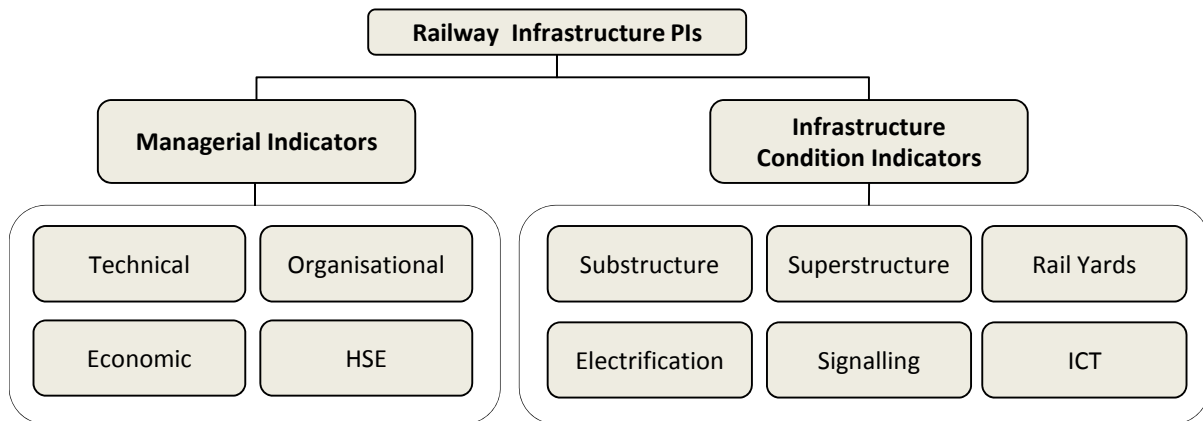 Railway Infrastructure PIs
Managerial Indicators
Infrastructure
Condition Indicators
Technical
Organisational
Economic
HSE
Substructure
Superstructure
Rail Yards
Electrification
Signalling
ICT